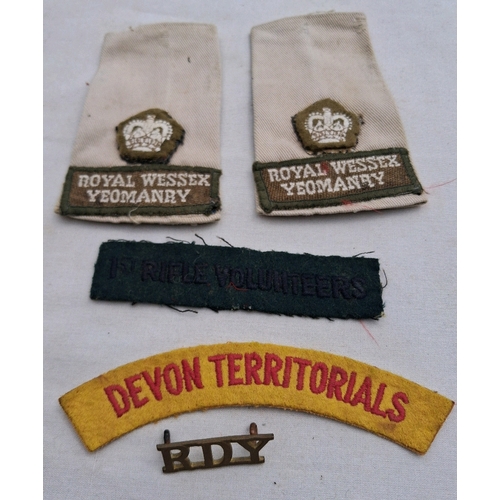 ROYAL WESSEX
YEOMANRY
ROYAL WESSEX
YEOMANRY
RIFLE VOLUNTEERS
DEVON TERRITORIALS
RDY